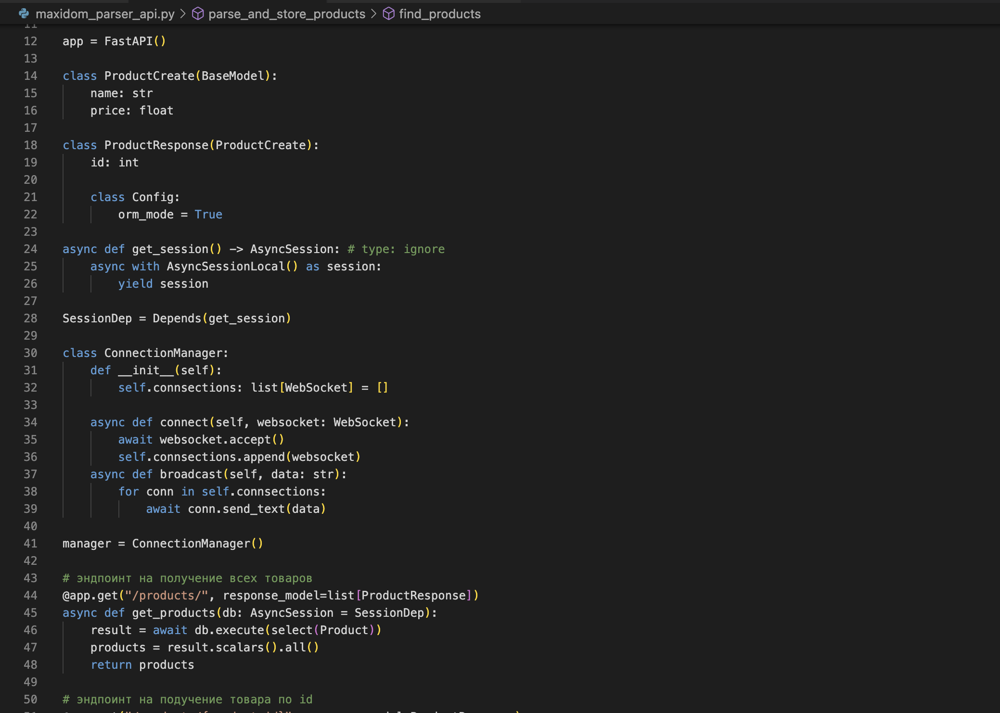 maxidom_parser_api.py > parse_and_store_products > find_products
11
12 app = FastAPI()
13
14 class ProductCreate(BaseModel):
15     name: str
16     price: float
17
18 class ProductResponse(ProductCreate):
19     id: int
20
21     class Config:
22         orm_mode = True
23
24 async def get_session() -> AsyncSession: # type: ignore
25     async with AsyncSessionLocal() as session:
26         yield session
27
28 SessionDep = Depends(get_session)
29
30 class ConnectionManager:
31     def __init__(self):
32         self.connsections: list[WebSocket] = []
33
34     async def connect(self, websocket: WebSocket):
35         await websocket.accept()
36         self.connsections.append(websocket)
37     async def broadcast(self, data: str):
38         for conn in self.connsections:
39             await conn.send_text(data)
40
41 manager = ConnectionManager()
42
43 # эндпоинт на получение всех товаров
44 @app.get("/products/", response_model=list[ProductResponse])
45 async def get_products(db: AsyncSession = SessionDep):
46     result = await db.execute(select(Product))
47     products = result.scalars().all()
48     return products
49
50 # эндпоинт на подучение товара по id